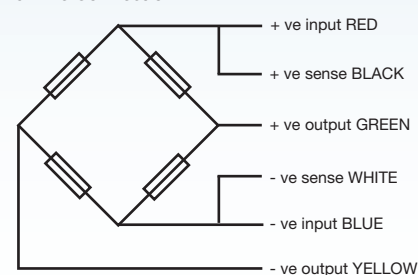 + ve input RED
+ ve sense BLACK
+ ve output GREEN
- ve sense WHITE
- ve input BLUE
- ve output YELLOW